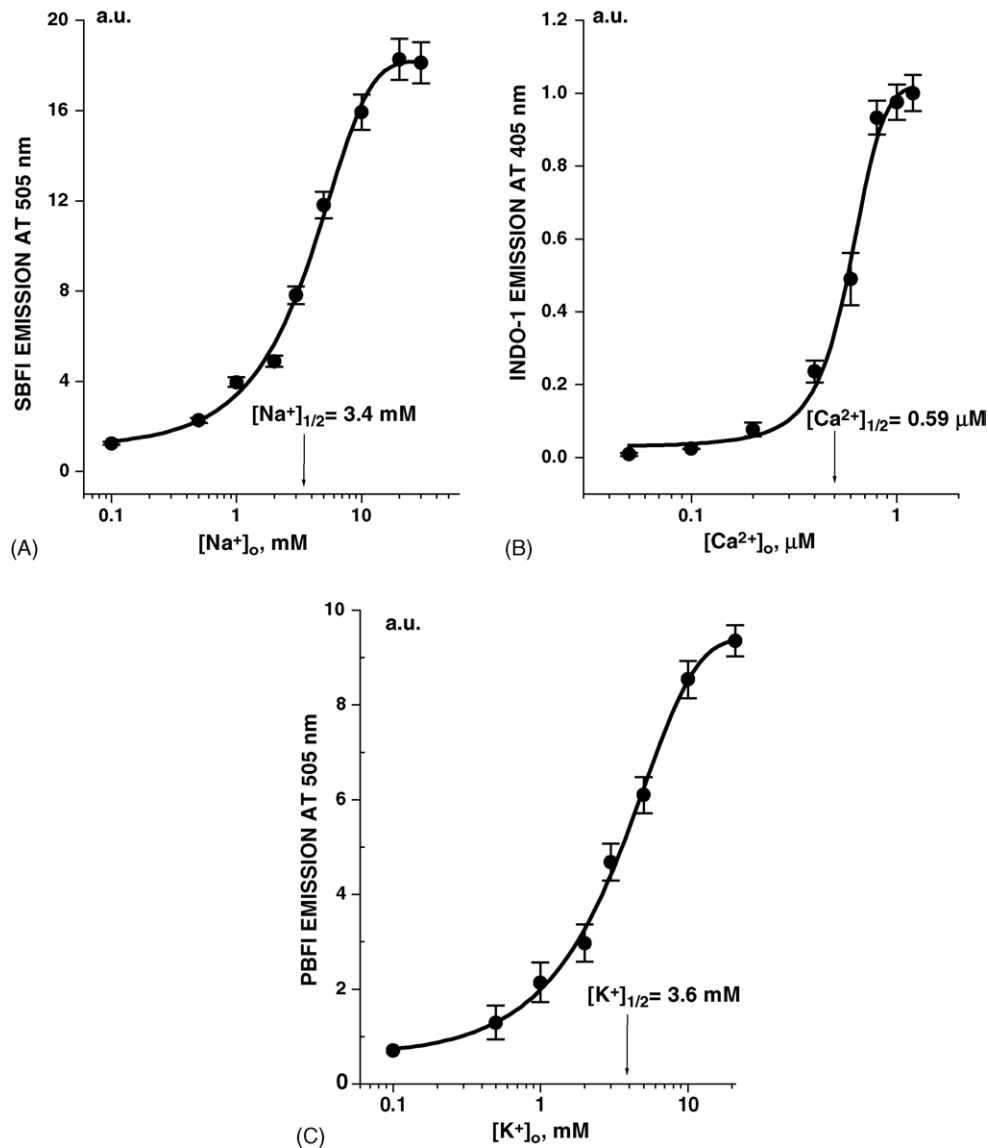 a.u.
20
16
12
8
4
0
SBFI EMISSION AT 505 nm
[Na⁺]₁/₂= 3.4 mM
0.1 1 10
[Na⁺]ₒ, mM
(A)
a.u.
1.2
1.0
0.8
0.6
0.4
0.2
0.0
INDO-1 EMISSION AT 405 nm
[Ca²⁺]₁/₂= 0.59 μM
0.1 1
[Ca²⁺]ₒ, μM
(B)
a.u.
10
8
6
4
2
0
PBFI EMISSION AT 505 nm
[K⁺]₁/₂= 3.6 mM
0.1 1 10
[K⁺]ₒ, mM
(C)